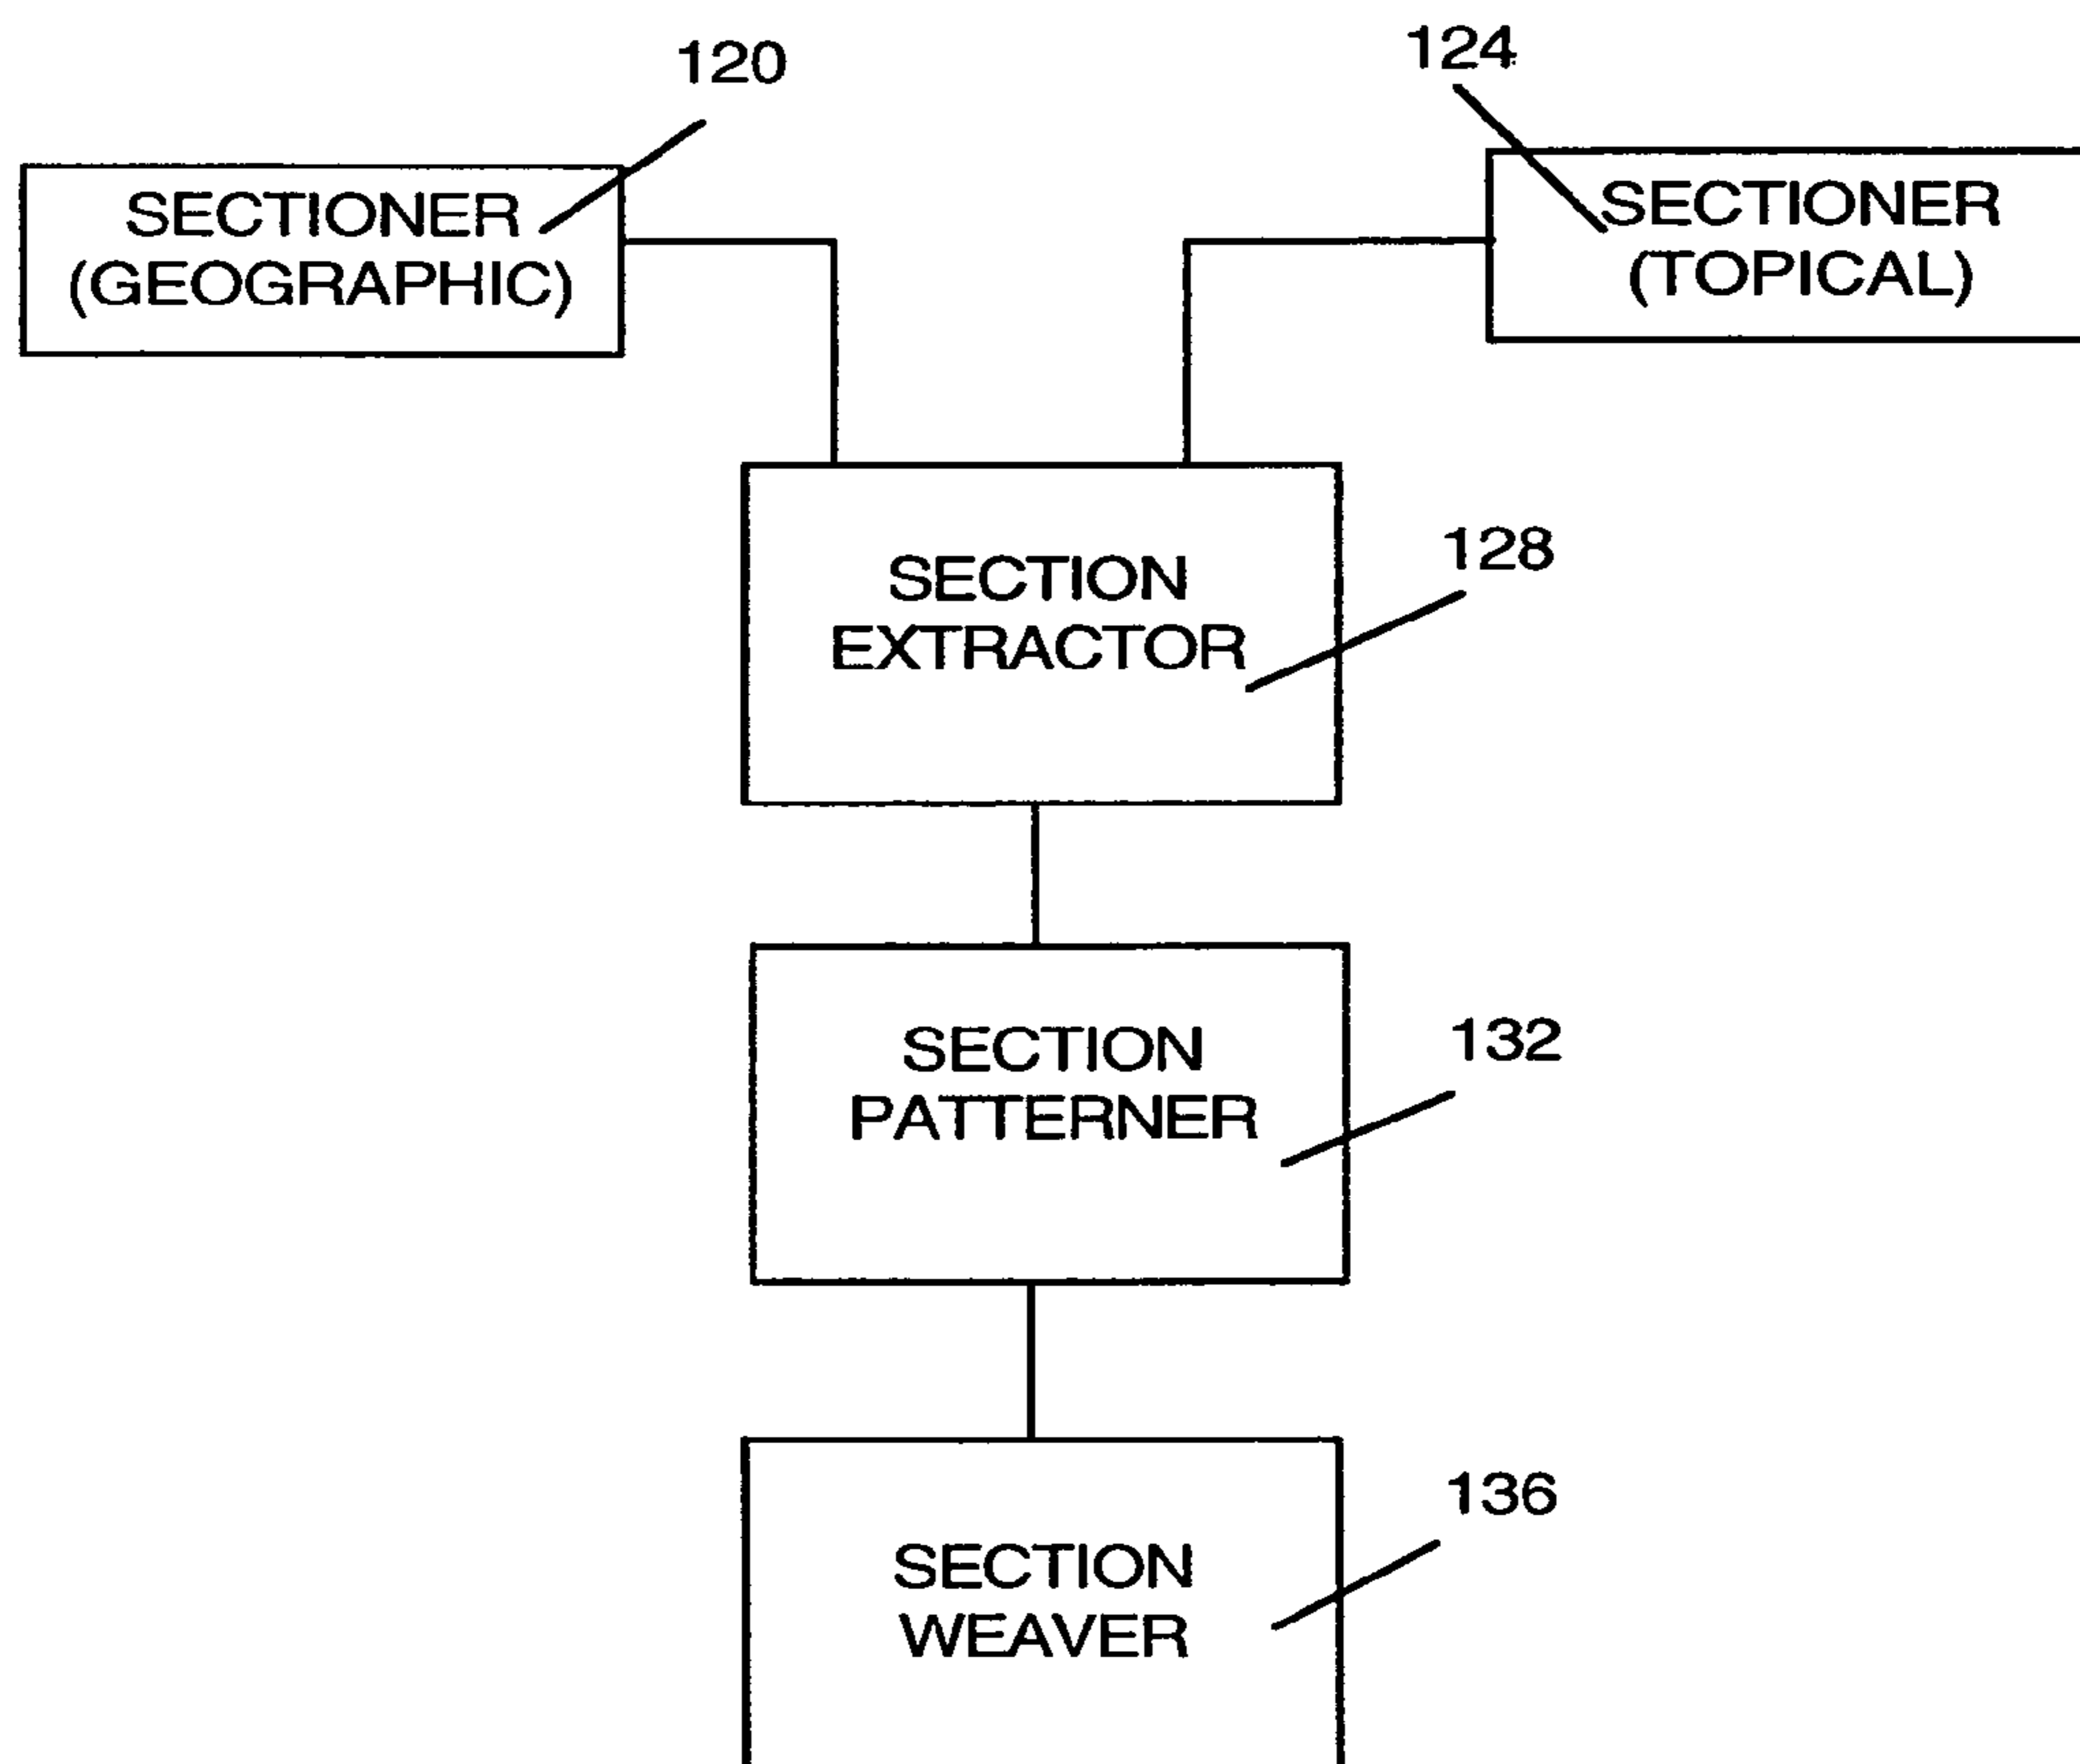 120
124
SECTIONER
(GEOGRAPHIC)
SECTIONER
(TOPICAL)
SECTION
EXTRACTOR
128
SECTION
PATTERNER
132
SECTION
WEAVER
136